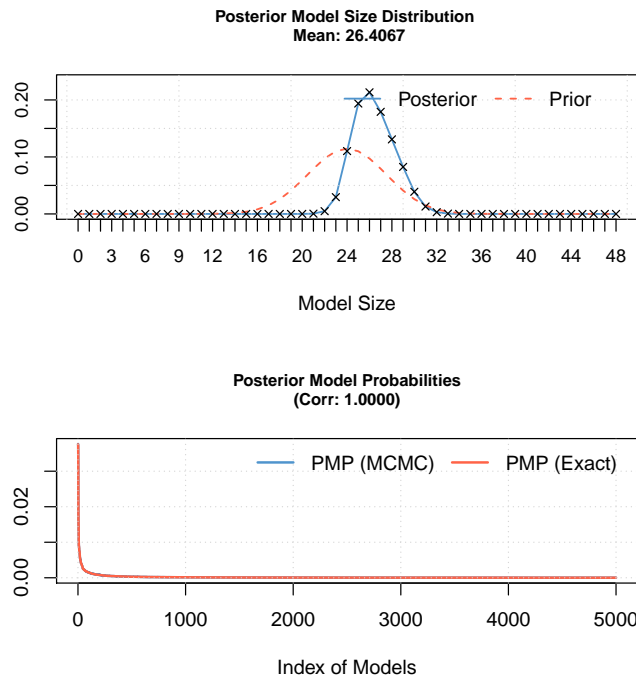 Posterior Model Size Distribution
Mean: 26.4067
0.00 0.10 0.20
Posterior Prior
0 3 6 9 12 16 20 24 28 32 36 40 44 48
Model Size
Posterior Model Probabilities
(Corr: 1.0000)
0.00 0.02
PMP (MCMC) PMP (Exact)
0 1000 2000 3000 4000 5000
Index of Models